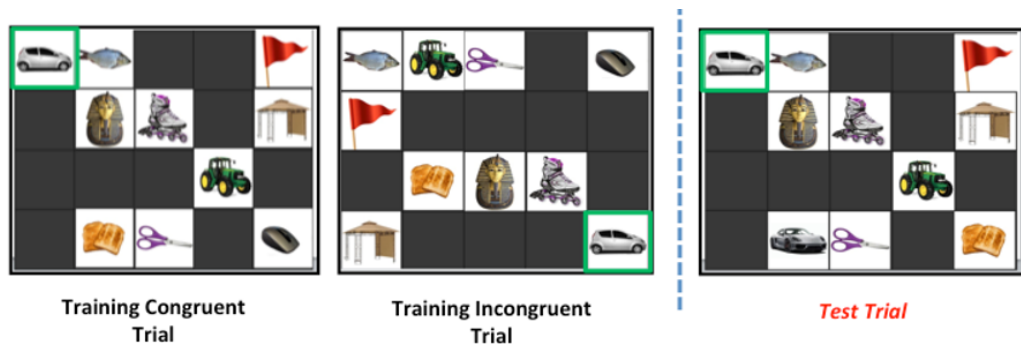 Training Congruent
Trial
Training Incongruent
Trial
Test Trial